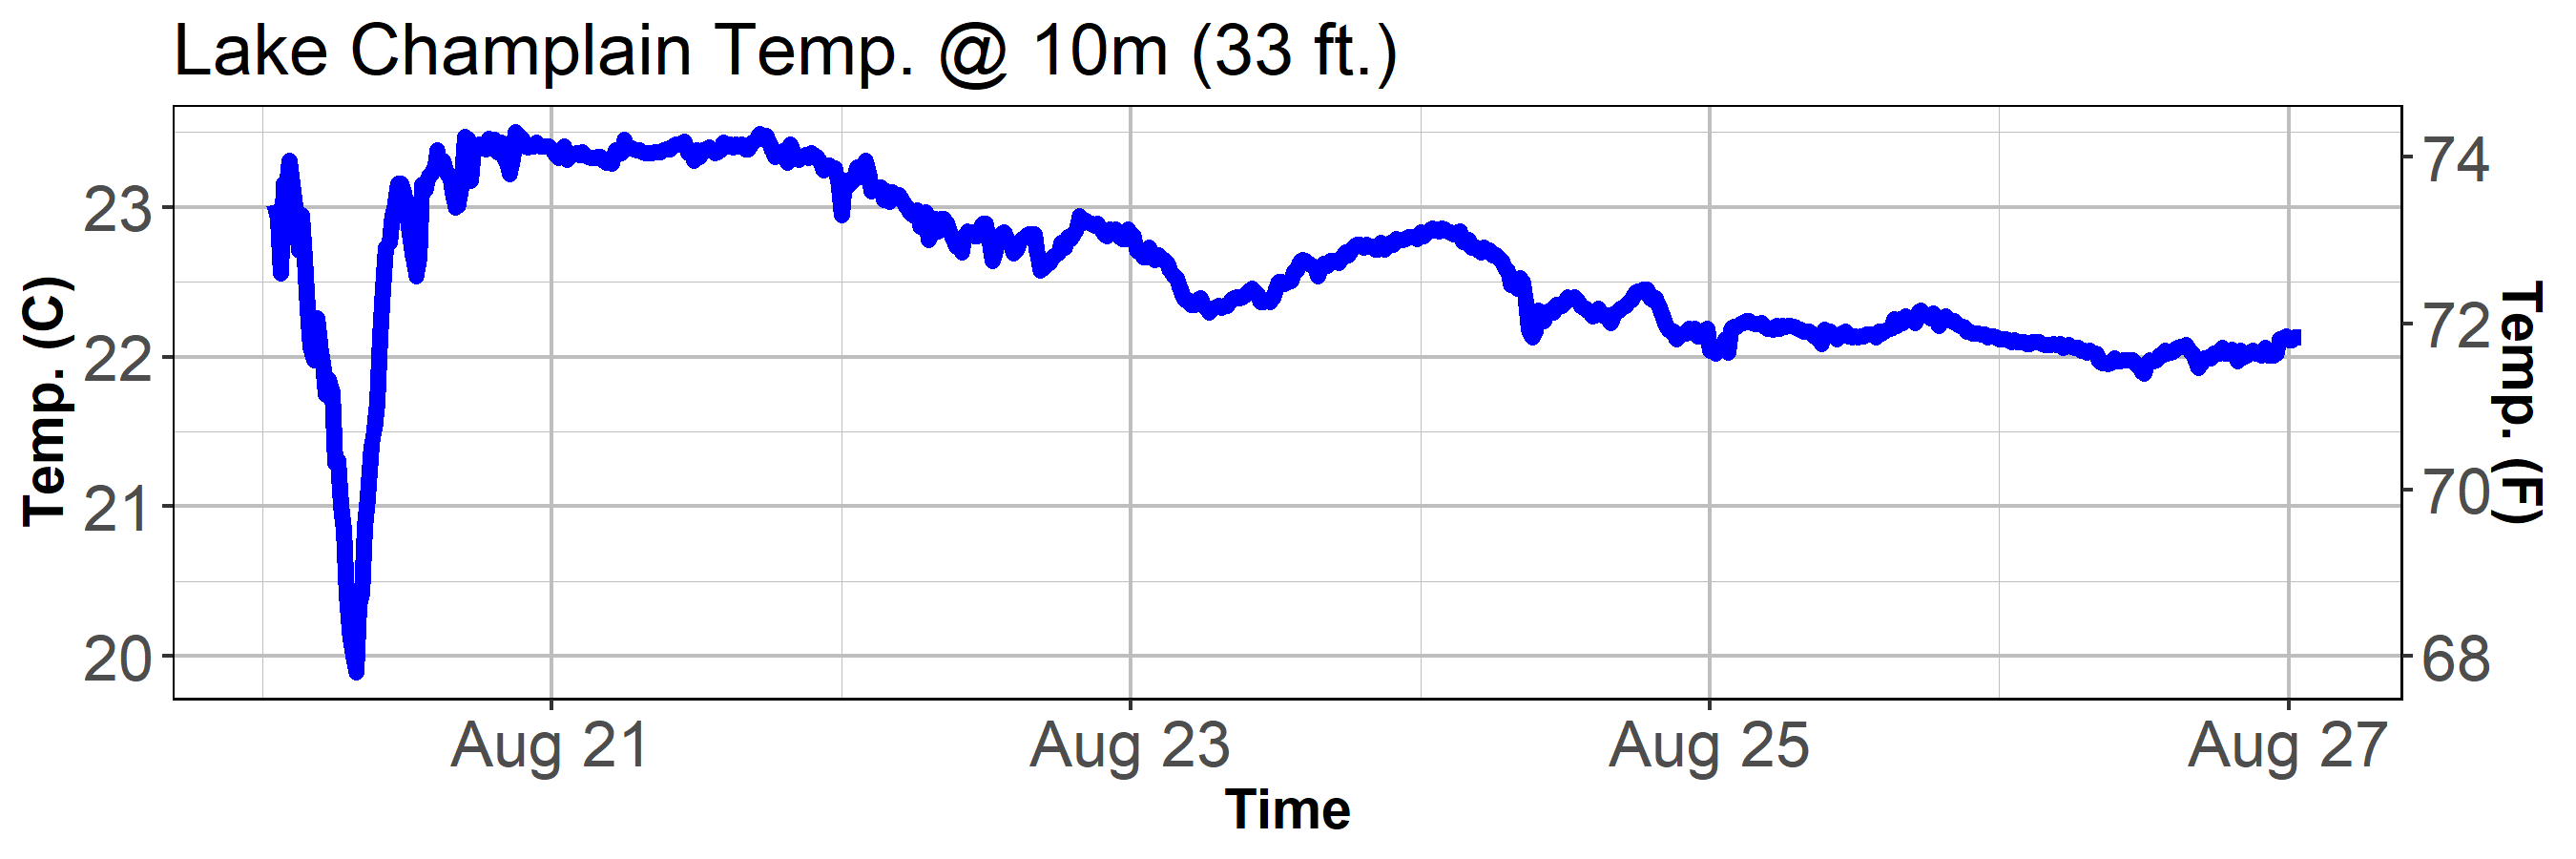 Lake Champlain Temp. @ 10m (33 ft.)
Temp. (C)
23
22
21
20
74
72
70
68
Temp. (F)
Aug 21
Aug 23
Aug 25
Aug 27
Time